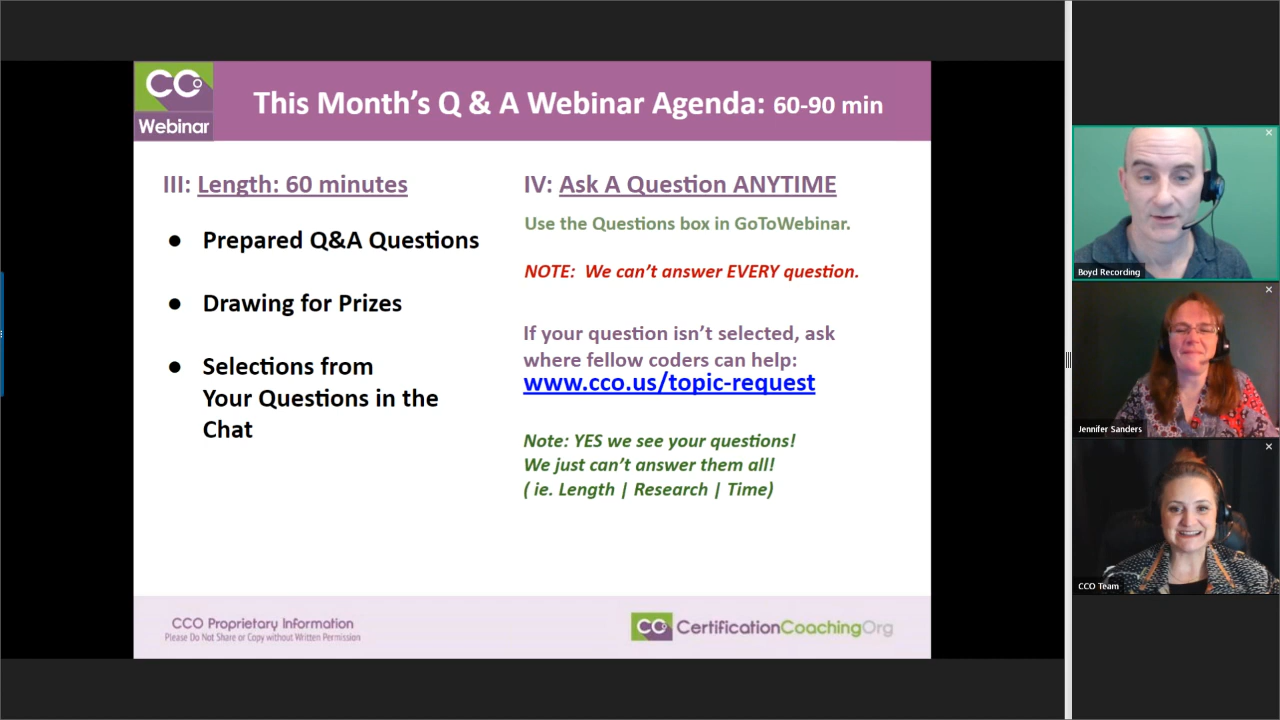 CCO
Webinar
This Month's Q & A Webinar Agenda: 60-90 min
III: Length: 60 minutes
● Prepared Q&A Questions
● Drawing for Prizes
● Selections from
Your Questions in the
Chat
IV: Ask A Question ANYTIME
Use the Questions box in GoToWebinar.
NOTE:  We can't answer EVERY question.
If your question isn't selected, ask
where fellow coders can help:
www.cco.us/topic-request
Note: YES we see your questions!
We just can't answer them all!
( ie. Length | Research | Time)
CCO Proprietary Information
Please Do Not Share or Copy without Written Permission
CCO CertificationCoachingOrg
Boyd Recording
Jennifer Sanders
CCO Team